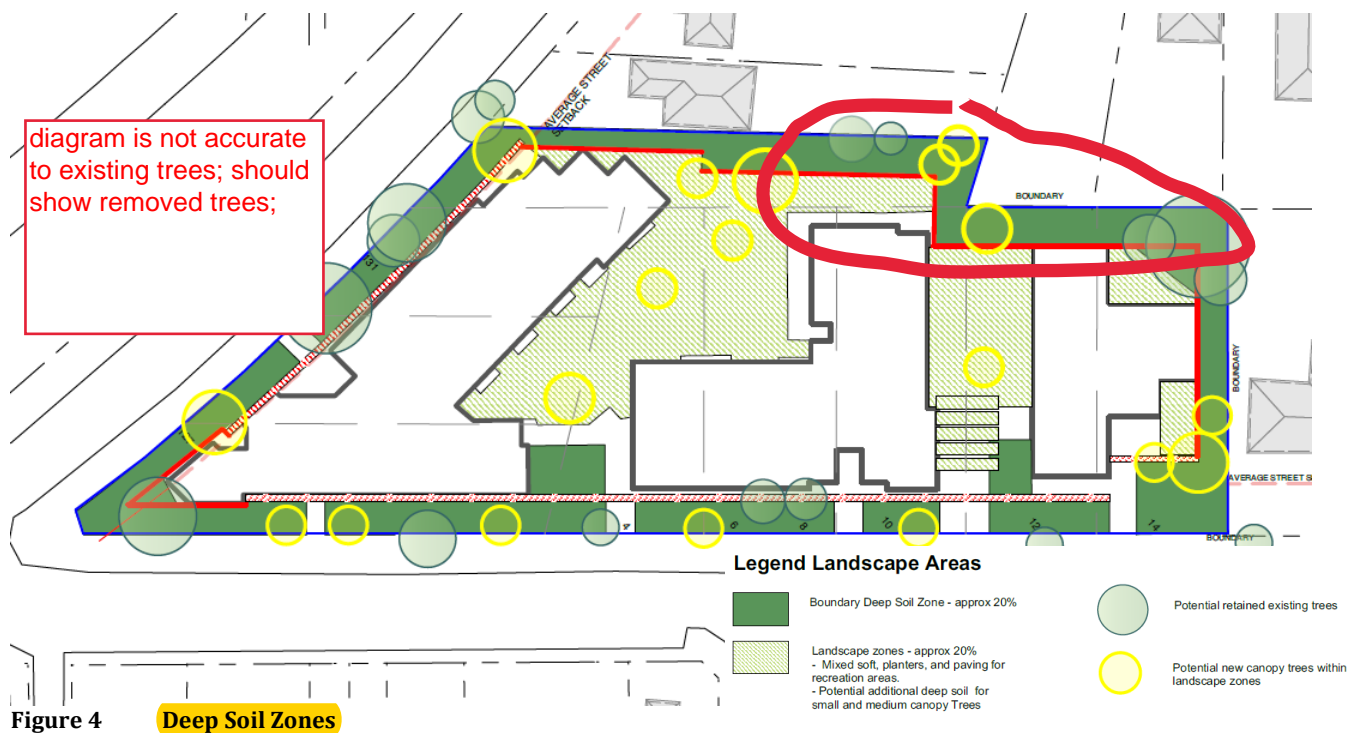 AVERAGE STREET
SETBACK
diagram is not accurate
to existing trees; should
show removed trees;
BOUNDARY
31
BOUNDARY
AVERAGE STREET S
4
6
8
10
12
14
BOUNDARY
Legend Landscape Areas
Boundary Deep Soil Zone - approx 20%
Potential retained existing trees
Landscape zones - approx 20%
- Mixed soft, planters, and paving for
recreation areas.
- Potential additional deep soil for
small and medium canopy Trees
Potential new canopy trees within
landscape zones
Figure 4 Deep Soil Zones